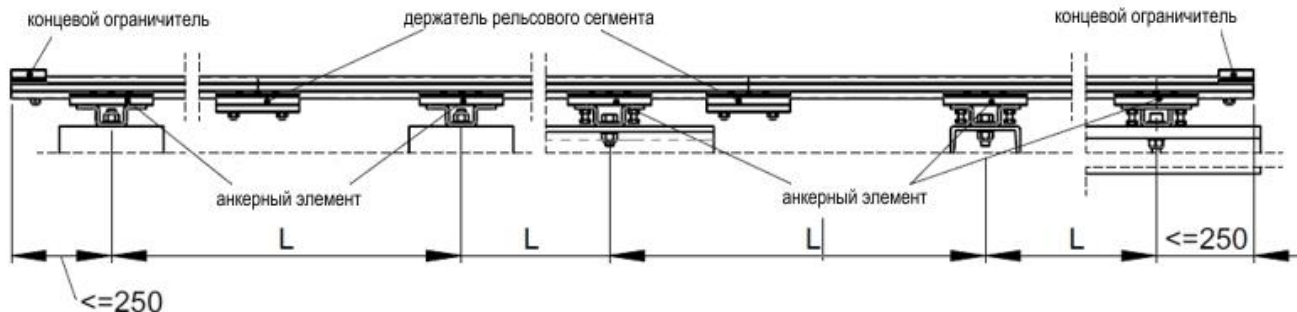 концевой ограничитель
держатель рельсового сегмента
концевой ограничитель
анкерный элемент
анкерный элемент
L
L
L
L
<=250
<=250